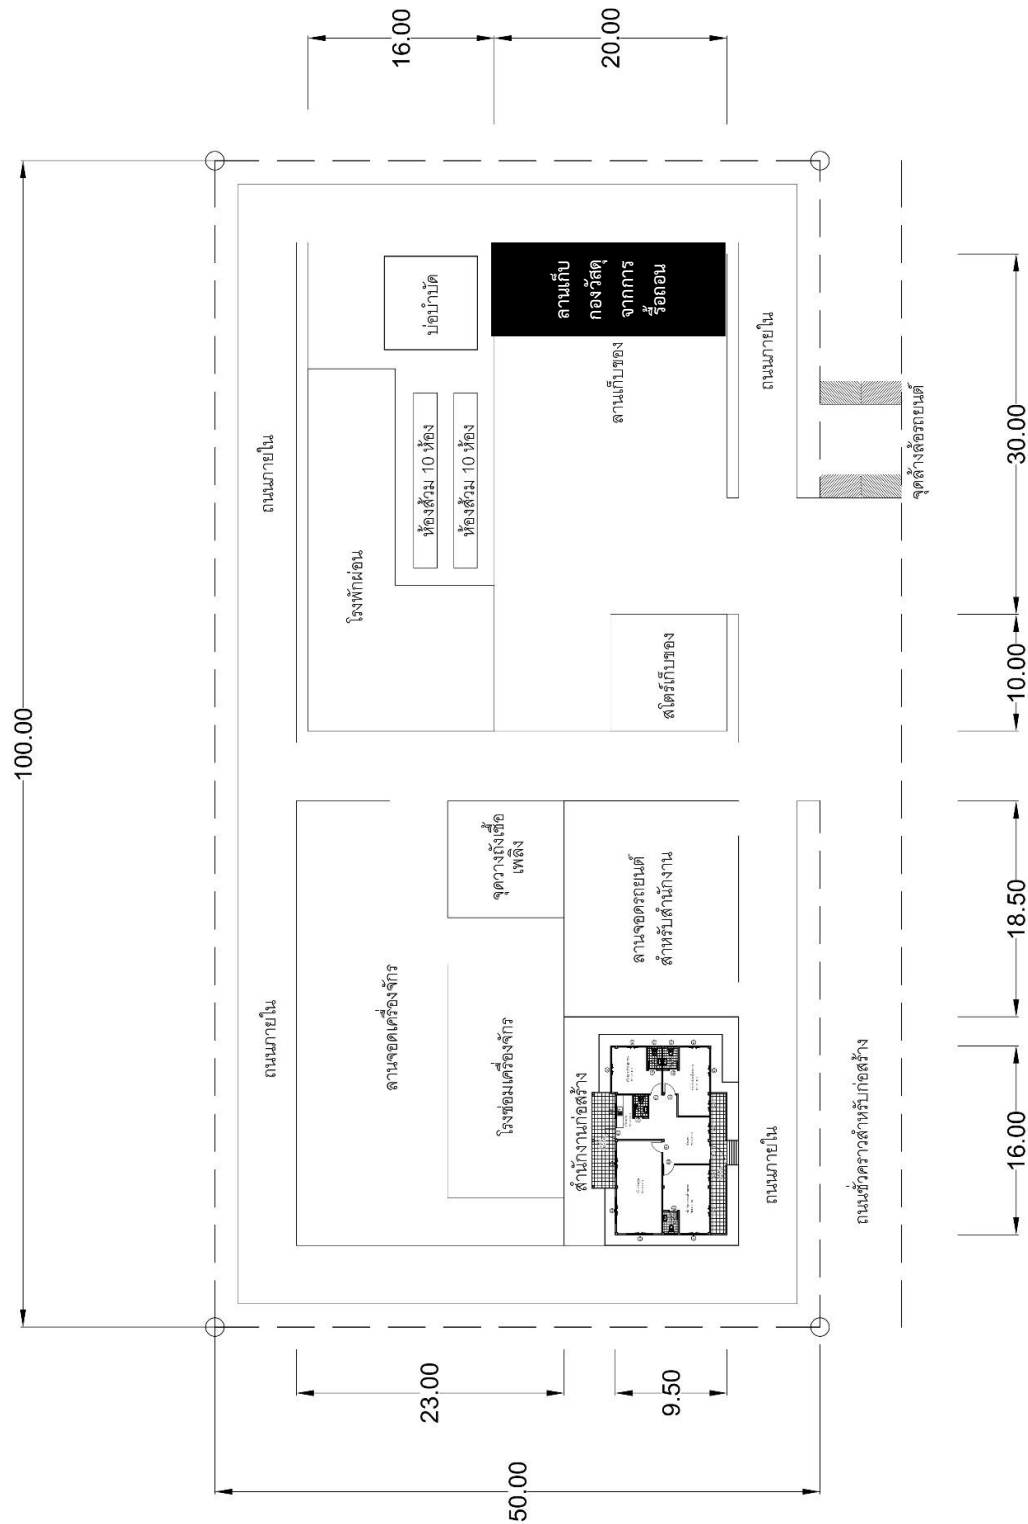 100.00
16.00
20.00
ถนนภายใน
ถนนภายใน
ลานจอดเครื่องจักร
โรงพักผ่อน
บ่อบำบัด
ห้องส้วม 10 ห้อง
ห้องส้วม 10 ห้อง
จุดวางถังเชื้อ
เพลิง
โรงซ่อมเครื่องจักร
ลานเก็บ
กองวัสดุ
จากการ
รื้อถอน
ลานเก็บของ
สำนักงานก่อสร้าง
ลานจอดรถยนต์
สำหรับสำนักงาน
สโตร์เก็บของ
ถนนภายใน
ถนนภายใน
ถนนชั่วคราวสำหรับก่อสร้าง
จุดล้างล้อรถยนต์
23.00
9.50
50.00
16.00
18.50
10.00
30.00